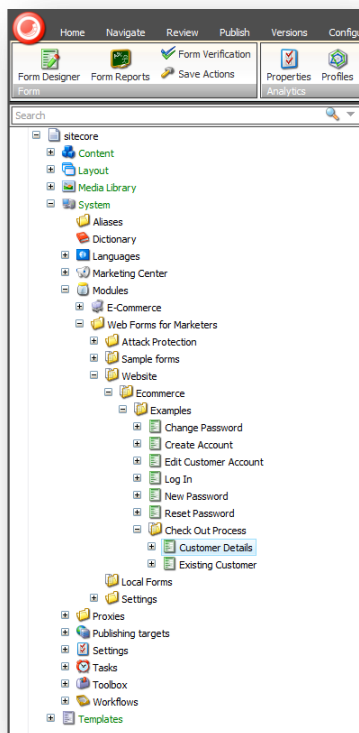 Home Navigate Review Publish Versions Configu
Form Designer Form Reports Form Verification Save Actions Properties Profiles
Form Analytics
Search
sitecore
Content
Layout
Media Library
System
Aliases
Dictionary
Languages
Marketing Center
Modules
E-Commerce
Web Forms for Marketers
Attack Protection
Sample forms
Website
Ecommerce
Examples
Change Password
Create Account
Edit Customer Account
Log In
New Password
Reset Password
Check Out Process
Customer Details
Existing Customer
Local Forms
Settings
Proxies
Publishing targets
Settings
Tasks
Toolbox
Workflows
Templates